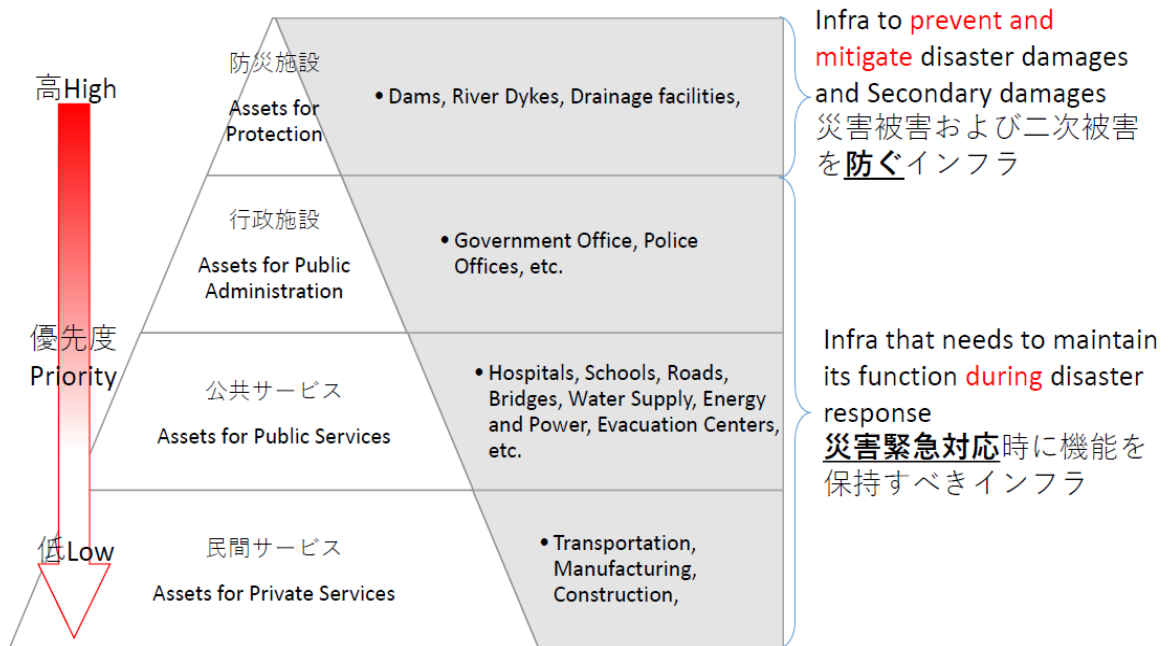 高High
優先度
Priority
低Low
防災施設
Assets for
Protection
• Dams, River Dykes, Drainage facilities,
行政施設
Assets for Public
Administration
• Government Office, Police
Offices, etc.
公共サービス
Assets for Public Services
• Hospitals, Schools, Roads,
Bridges, Water Supply, Energy
and Power, Evacuation Centers,
etc.
民間サービス
Assets for Private Services
• Transportation,
Manufacturing,
Construction,
Infra to prevent and
mitigate disaster damages
and Secondary damages
災害被害および二次被害
を防ぐインフラ
Infra that needs to maintain
its function during disaster
response
災害緊急対応時に機能を
保持すべきインフラ